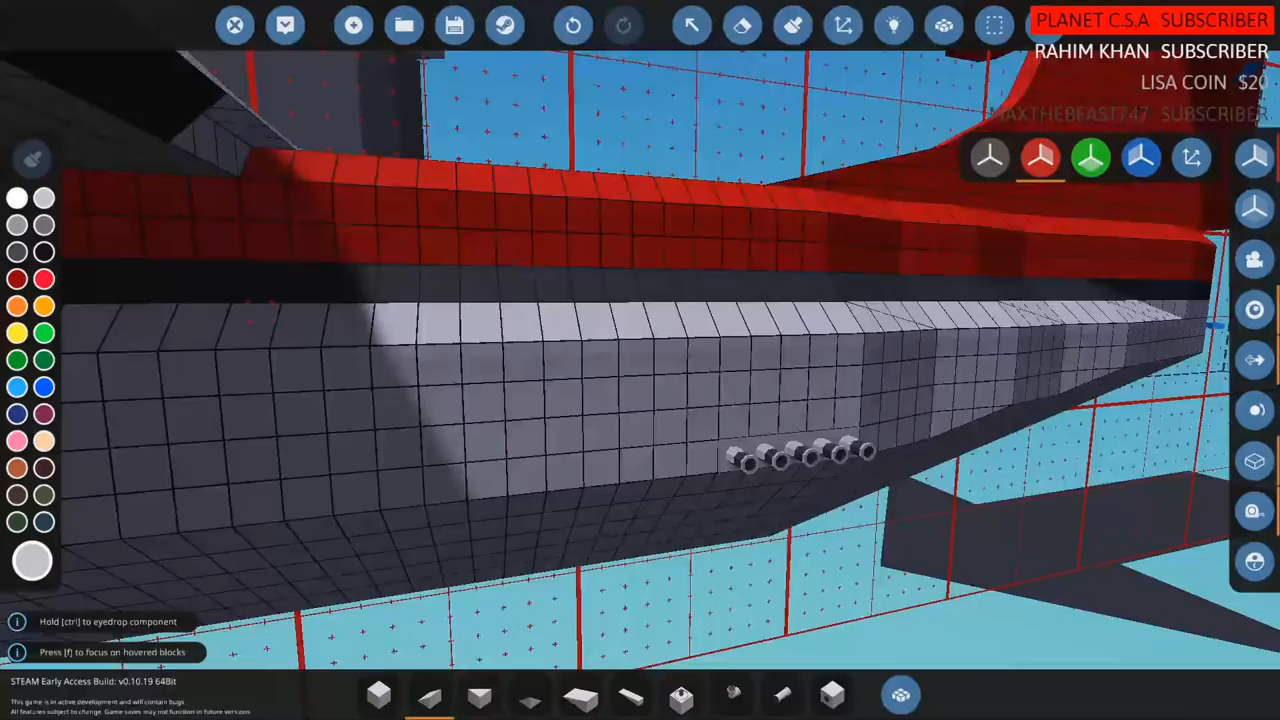 PLANET C.S.A SUBSCRIBER
RAHIM KHAN SUBSCRIBER
LISA COIN $20
MAXTHEBEAST747 SUBSCRIBER
Hold [ctrl] to eyedrop component
Press [f] to focus on hovered blocks
STEAM Early Access Build: v0.10.19 64Bit
This game is in active development and will contain bugs
All features subject to change. Game saves may not function in future versions